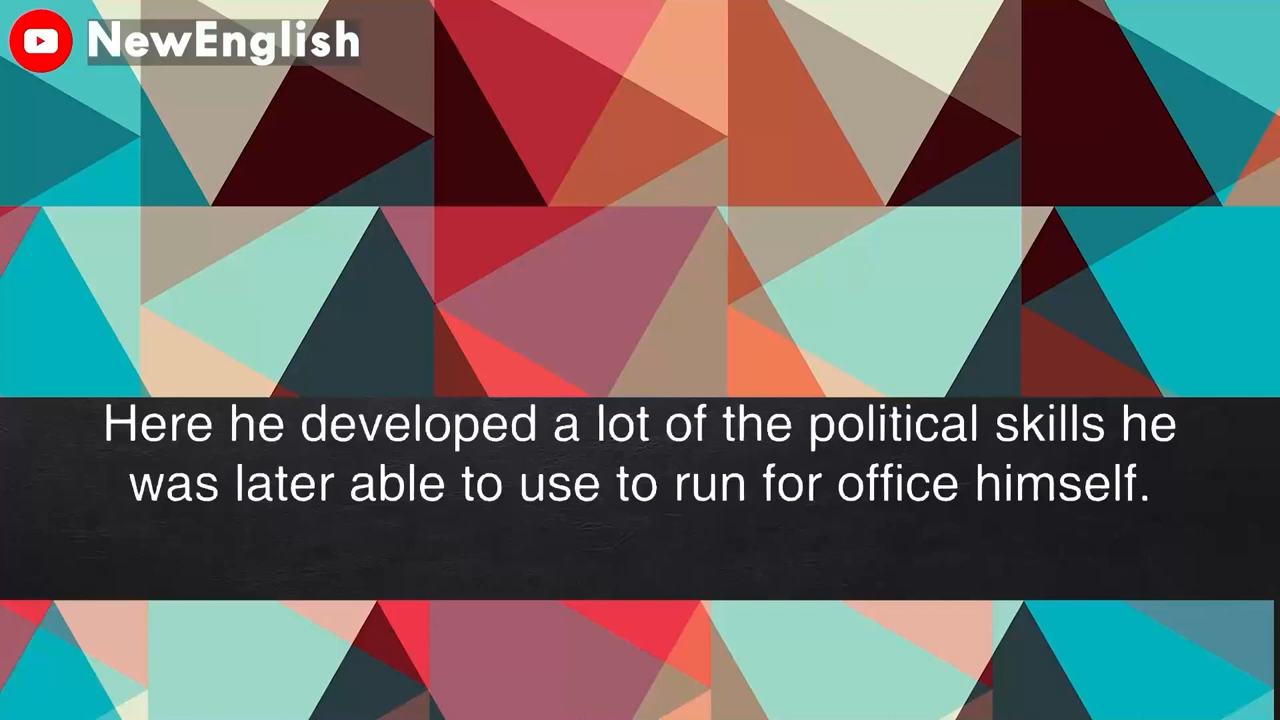 NewEnglish
Here he developed a lot of the political skills he
was later able to use to run for office himself.